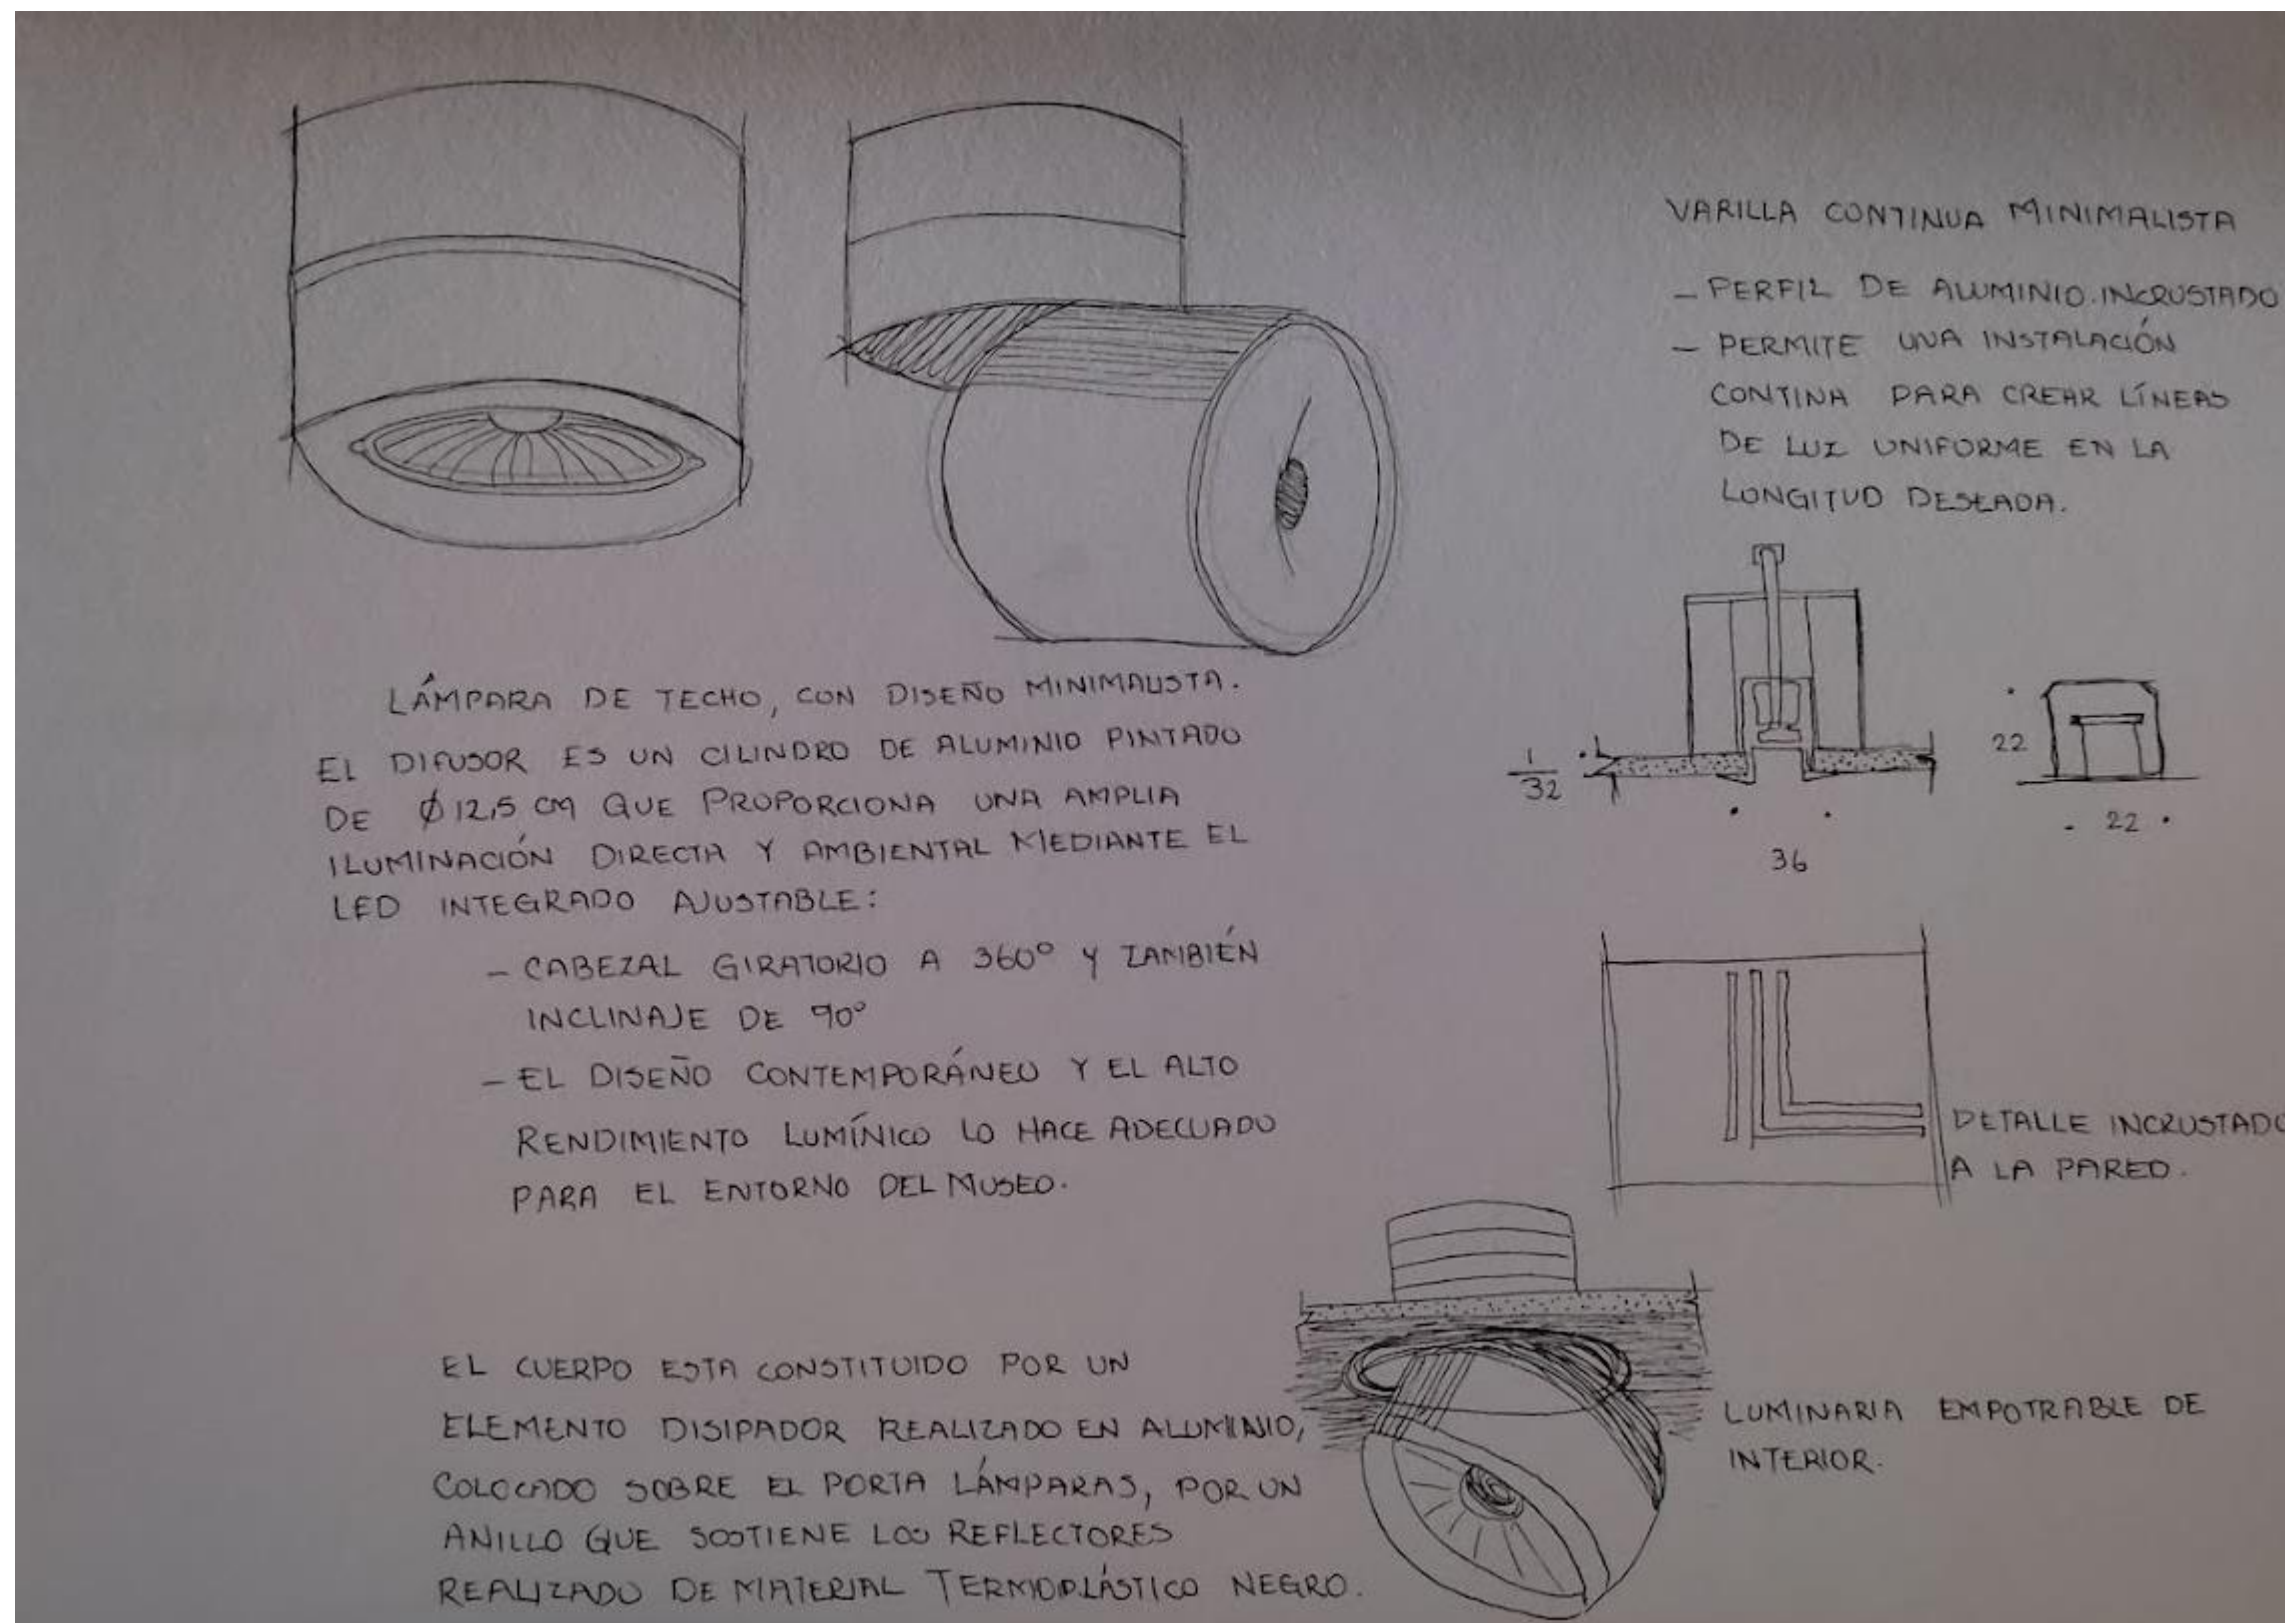 LÁMPARA DE TECHO, CON DISEÑO MINIMALISTA.
EL DIFUSOR ES UN CILINDRO DE ALUMINIO PINTADO
DE Ø 12,5 CM QUE PROPORCIONA UNA AMPLIA
ILUMINACIÓN DIRECTA Y AMBIENTAL MEDIANTE EL
LED INTEGRADO AJUSTABLE:
– CABEZAL GIRATORIO A 360° Y TAMBIÉN
INCLINAJE DE 90°
– EL DISEÑO CONTEMPORÁNEO Y EL ALTO
RENDIMIENTO LUMÍNICO LO HACE ADECUADO
PARA EL ENTORNO DEL MUSEO.
VARILLA CONTINUA MINIMALISTA
– PERFIL DE ALUMINIO. INCRUSTADO
– PERMITE UNA INSTALACIÓN
CONTINA PARA CREAR LÍNEAS
DE LUZ UNIFORME EN LA
LONGITUD DESEADA.
1
32
36
22
22
DETALLE INCRUSTADO
A LA PARED.
EL CUERPO ESTA CONSTITUIDO POR UN
ELEMENTO DISIPADOR REALIZADO EN ALUMINIO,
COLOCADO SOBRE EL PORTA LÁMPARAS, POR UN
ANILLO QUE SOSTIENE LOS REFLECTORES
REALIZADO DE MATERIAL TERMOPLÁSTICO NEGRO.
LUMINARIA EMPOTRABLE DE
INTERIOR.